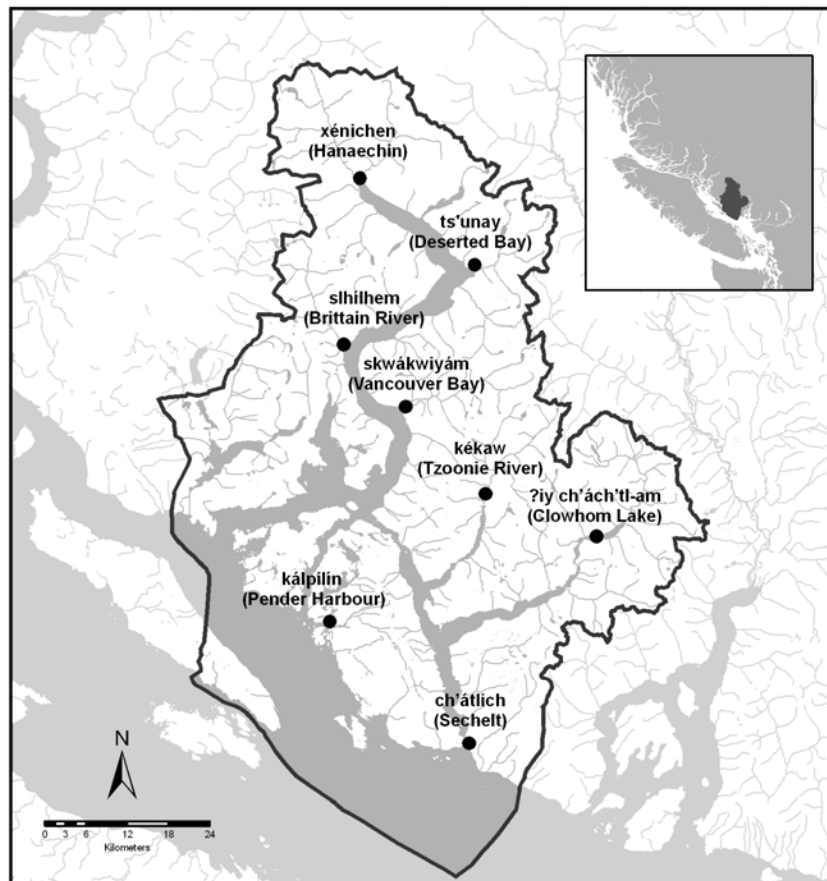 xénichen
(Hanaechin)
ts'unay
(Deserted Bay)
slhilhem
(Brittain River)
skwákwiyám
(Vancouver Bay)
kékaw
(Tzoonie River)
?iy ch'ách'tl-am
(Clowhom Lake)
kálpilín
(Pender Harbour)
ch'átlich
(Sechelt)
N
0 3 6 12 18 24
Kilometers